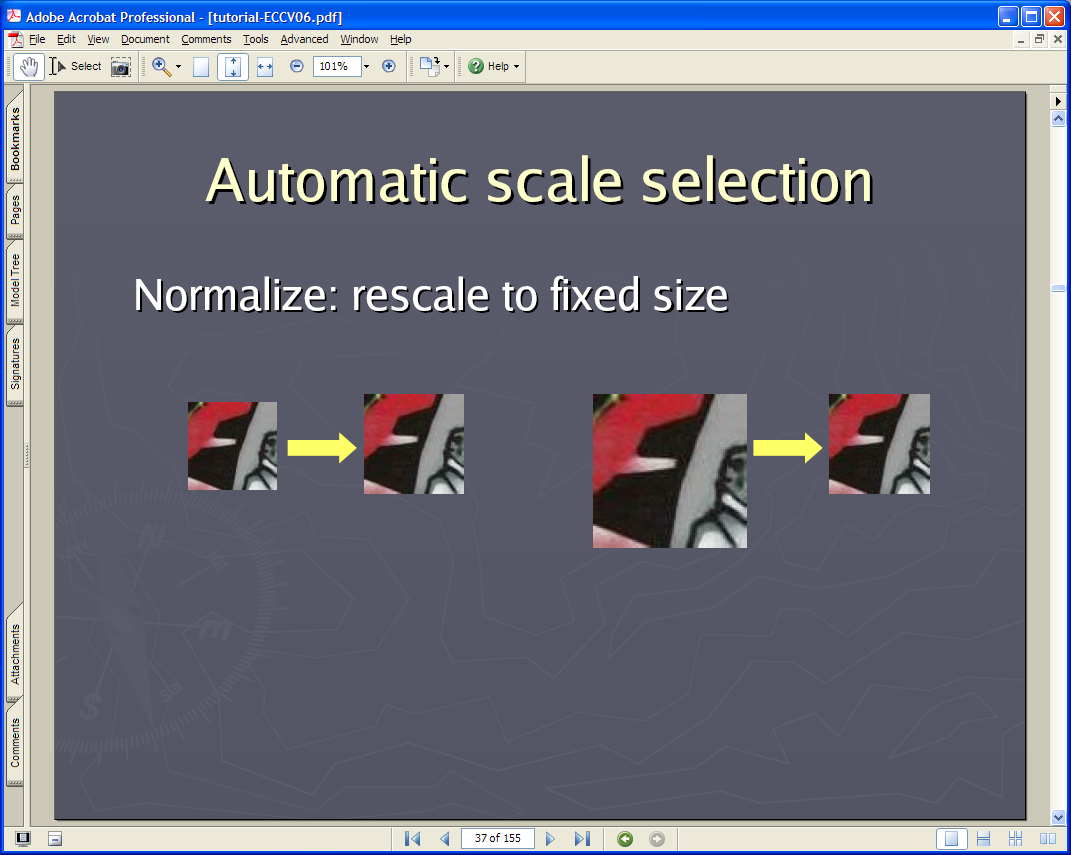 Adobe Acrobat Professional - [tutorial-ECCV06.pdf]
File Edit View Document Comments Tools Advanced Window Help
Select 101% Help
Bookmarks
Pages
Model Tree
Signatures
Attachments
Comments
Automatic scale selection
Normalize: rescale to fixed size
N
E
S
37 of 155